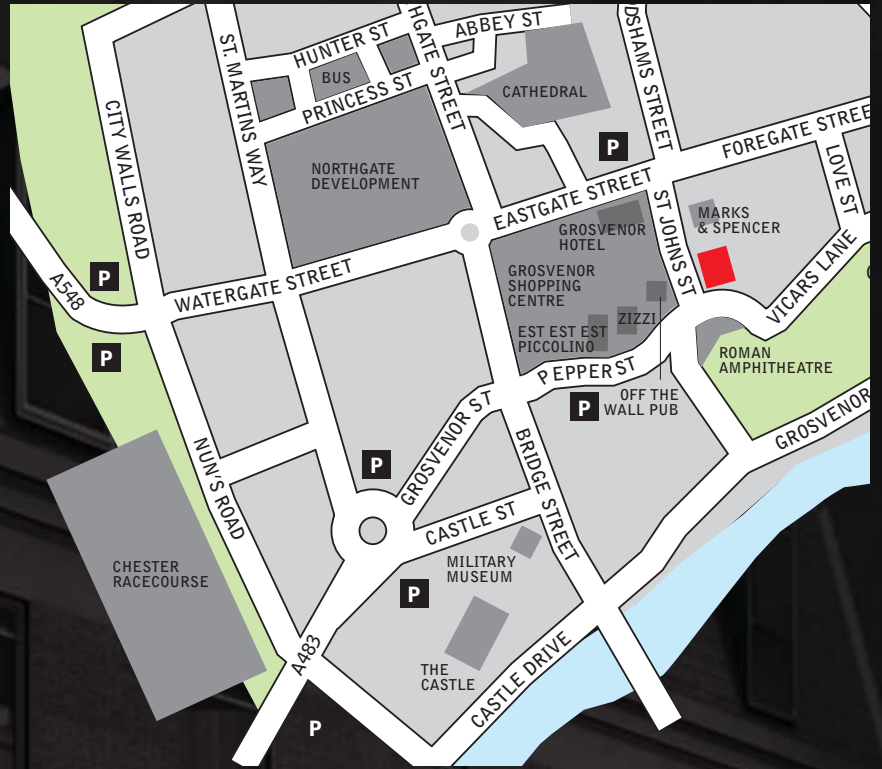 ABBEY ST
HUNTER ST
BUS
PRINCESS ST
HGATE STREET
CATHEDRAL
DSHAMS STREET
ST. MARTINS WAY
CITY WALLS ROAD
P
FOREGATE STREE
LOVE ST
NORTHGATE
DEVELOPMENT
EASTGATE STREET
ST JOHNS ST
MARKS
& SPENCER
GROSVENOR
HOTEL
GROSVENOR
SHOPPING
CENTRE
VICARS LANE
P
A548
WATERGATE STREET
ZIZZI
EST EST EST
PICCOLINO
P
PEPPER ST
ROMAN
AMPHITHEATRE
OFF THE
WALL PUB
P
GROSVENOR
GROSVENOR ST
NUN'S ROAD
P
BRIDGE STREET
CASTLE ST
CHESTER
RACECOURSE
MILITARY
MUSEUM
P
A483
THE
CASTLE
CASTLE DRIVE
P